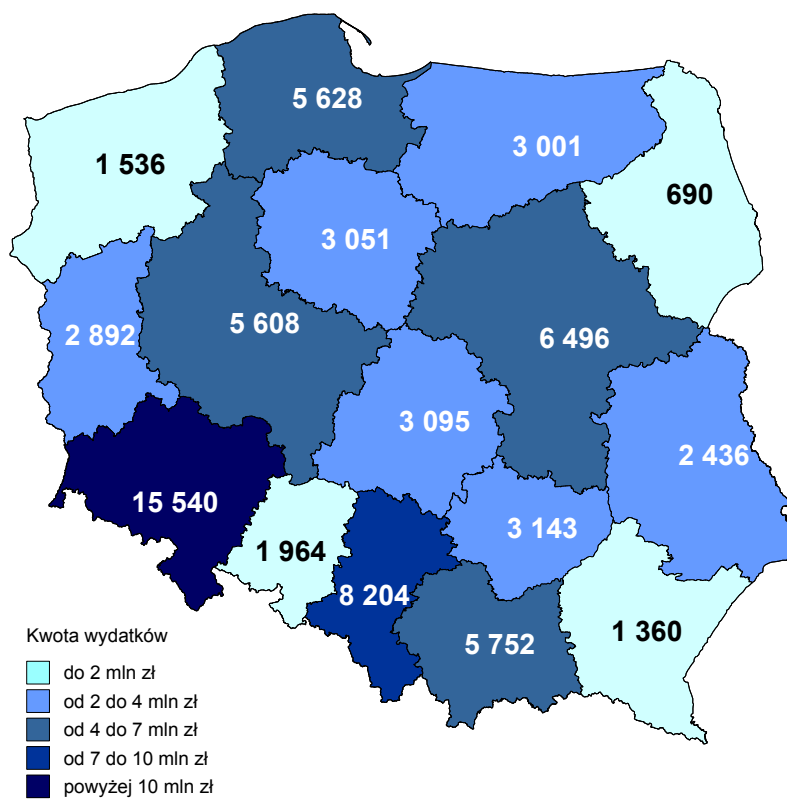 5 628
3 001
1 536
690
3 051
5 608
2 892
6 496
3 095
2 436
15 540
3 143
1 964
8 204
1 360
5 752
Kwota wydatków
do 2 mln zł
od 2 do 4 mln zł
od 4 do 7 mln zł
od 7 do 10 mln zł
powyżej 10 mln zł